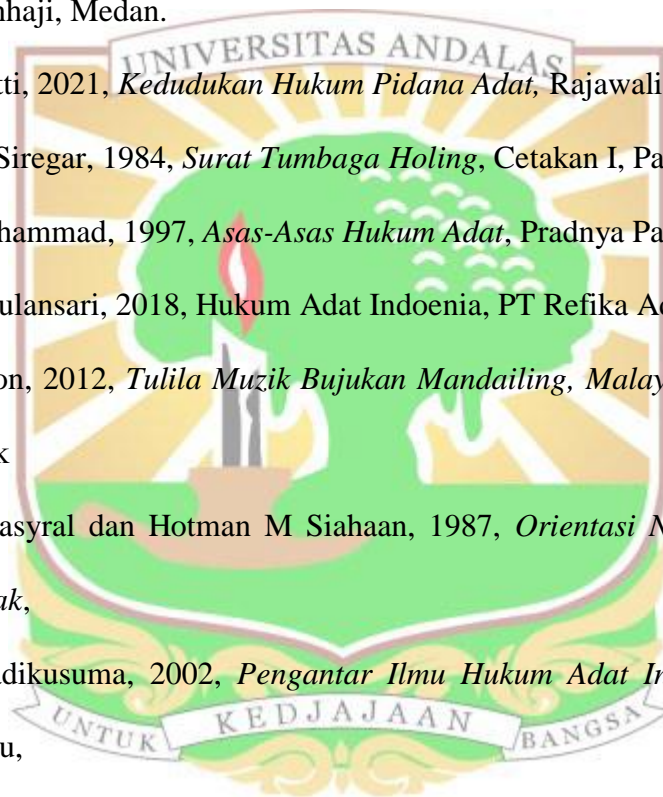 nhaji, Medan.
UNIVERSITAS ANDALAS
tti, 2021, Kedudukan Hukum Pidana Adat, Rajawali
Siregar, 1984, Surat Tumbaga Holing, Cetakan I, Pa
hammad, 1997, Asas-Asas Hukum Adat, Pradnya Pa
ulansari, 2018, Hukum Adat Indoenia, PT Refika Ad
on, 2012, Tulila Muzik Bujukan Mandailing, Malay
k
asyral dan Hotman M Siahaan, 1987, Orientasi N
ak,
adikusuma, 2002, Pengantar Ilmu Hukum Adat In
UNTUK KEDJAJAAN BANGSA
u,